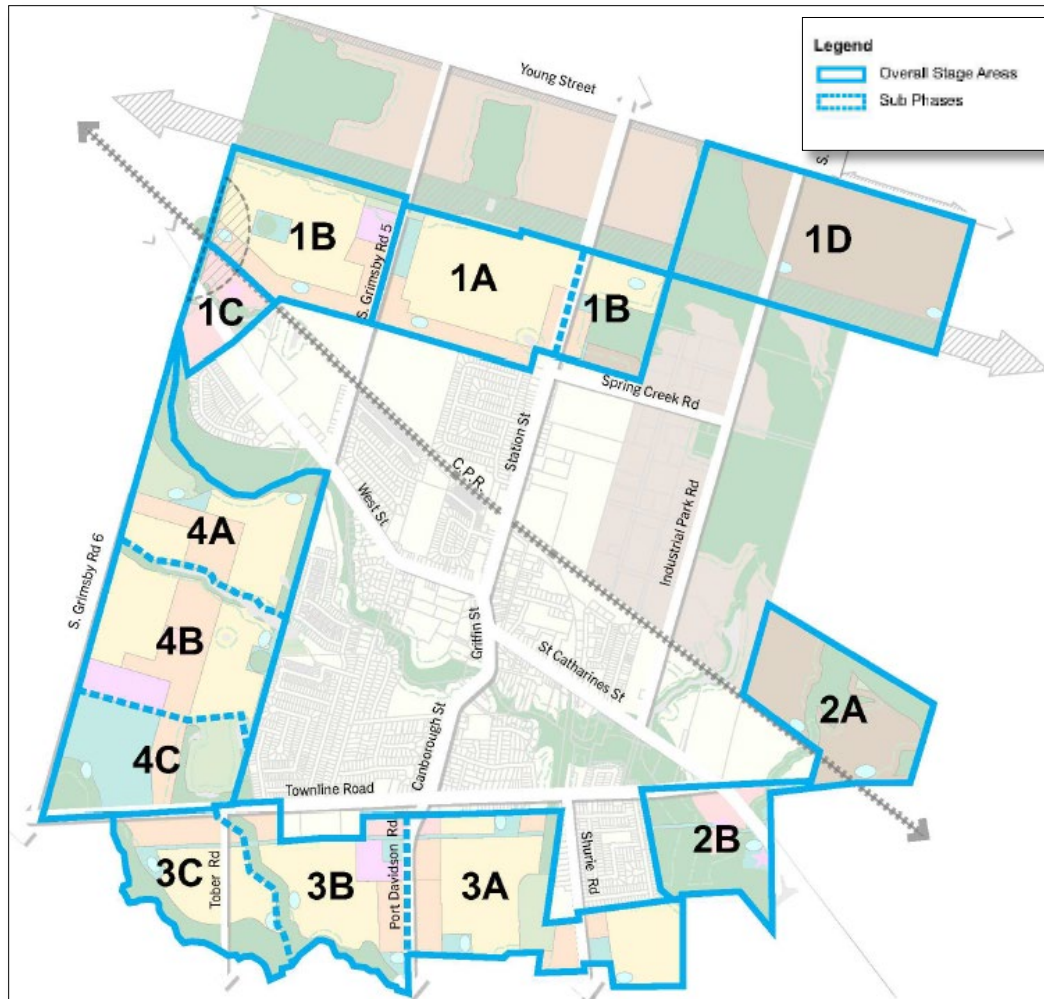 Legend
Overall Stage Areas
Sub Phases
Young Street
1B
S. Grimsby Rd 5
1A
1B
1D
1C
Spring Creek Rd
Station St
C.P.R.
West St
Industrial Park Rd
4A
S. Grimsby Rd 6
4B
Griffin St
St Catharines St
2A
4C
Canborough St
Townline Road
2B
3C
Tober Rd
3B
Port Davidson Rd
3A
Shurie Rd